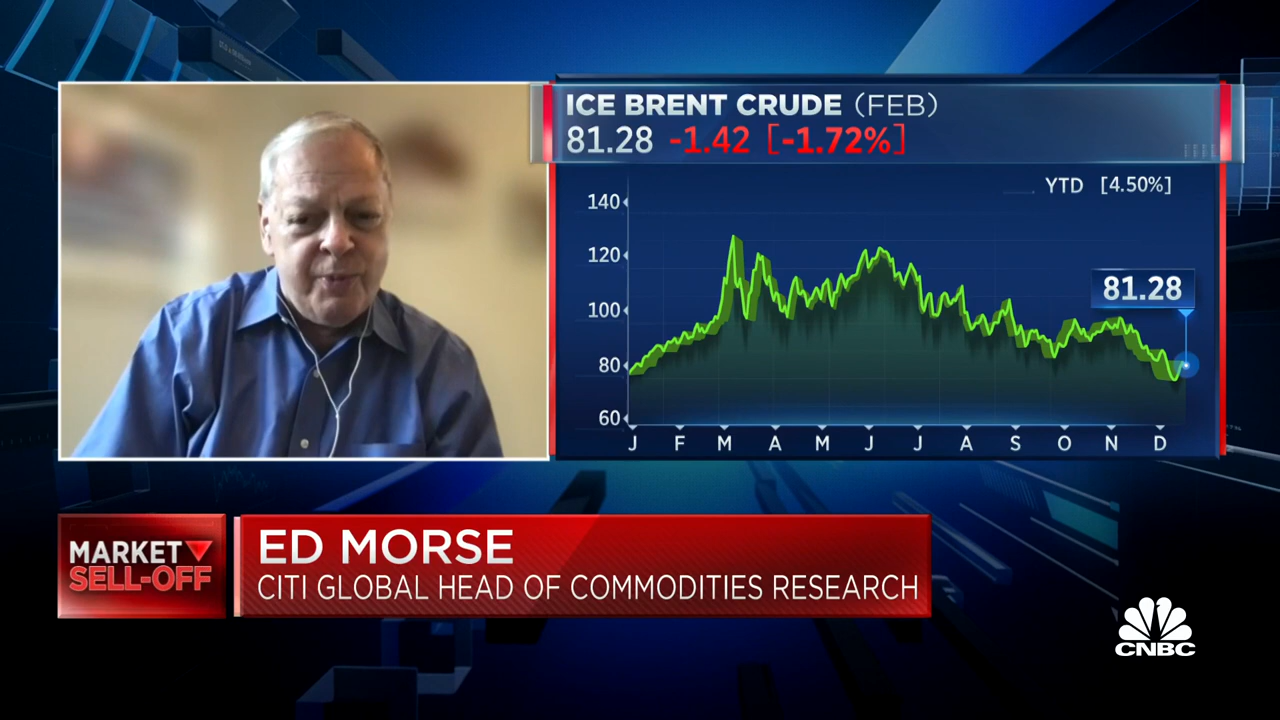 ICE BRENT CRUDE (FEB)
81.28 -1.42 [-1.72%]
YTD [4.50%]
140
120
100
80
60
81.28
J F M A M J J A S O N D
MARKET
SELL-OFF
ED MORSE
CITI GLOBAL HEAD OF COMMODITIES RESEARCH
CNBC